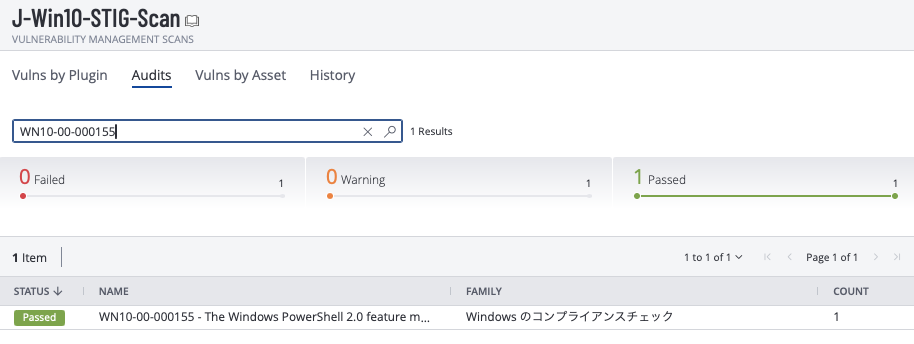 J-Win10-STIG-Scan
VULNERABILITY MANAGEMENT SCANS
Vulns by Plugin Audits Vulns by Asset History
WN10-00-000155 1 Results
0 Failed 1 0 Warning 1 1 Passed 1
1 Item 1 to 1 of 1 Page 1 of 1
STATUS NAME FAMILY COUNT
Passed WN10-00-000155 - The Windows PowerShell 2.0 feature m... Windows のコンプライアンスチェック 1